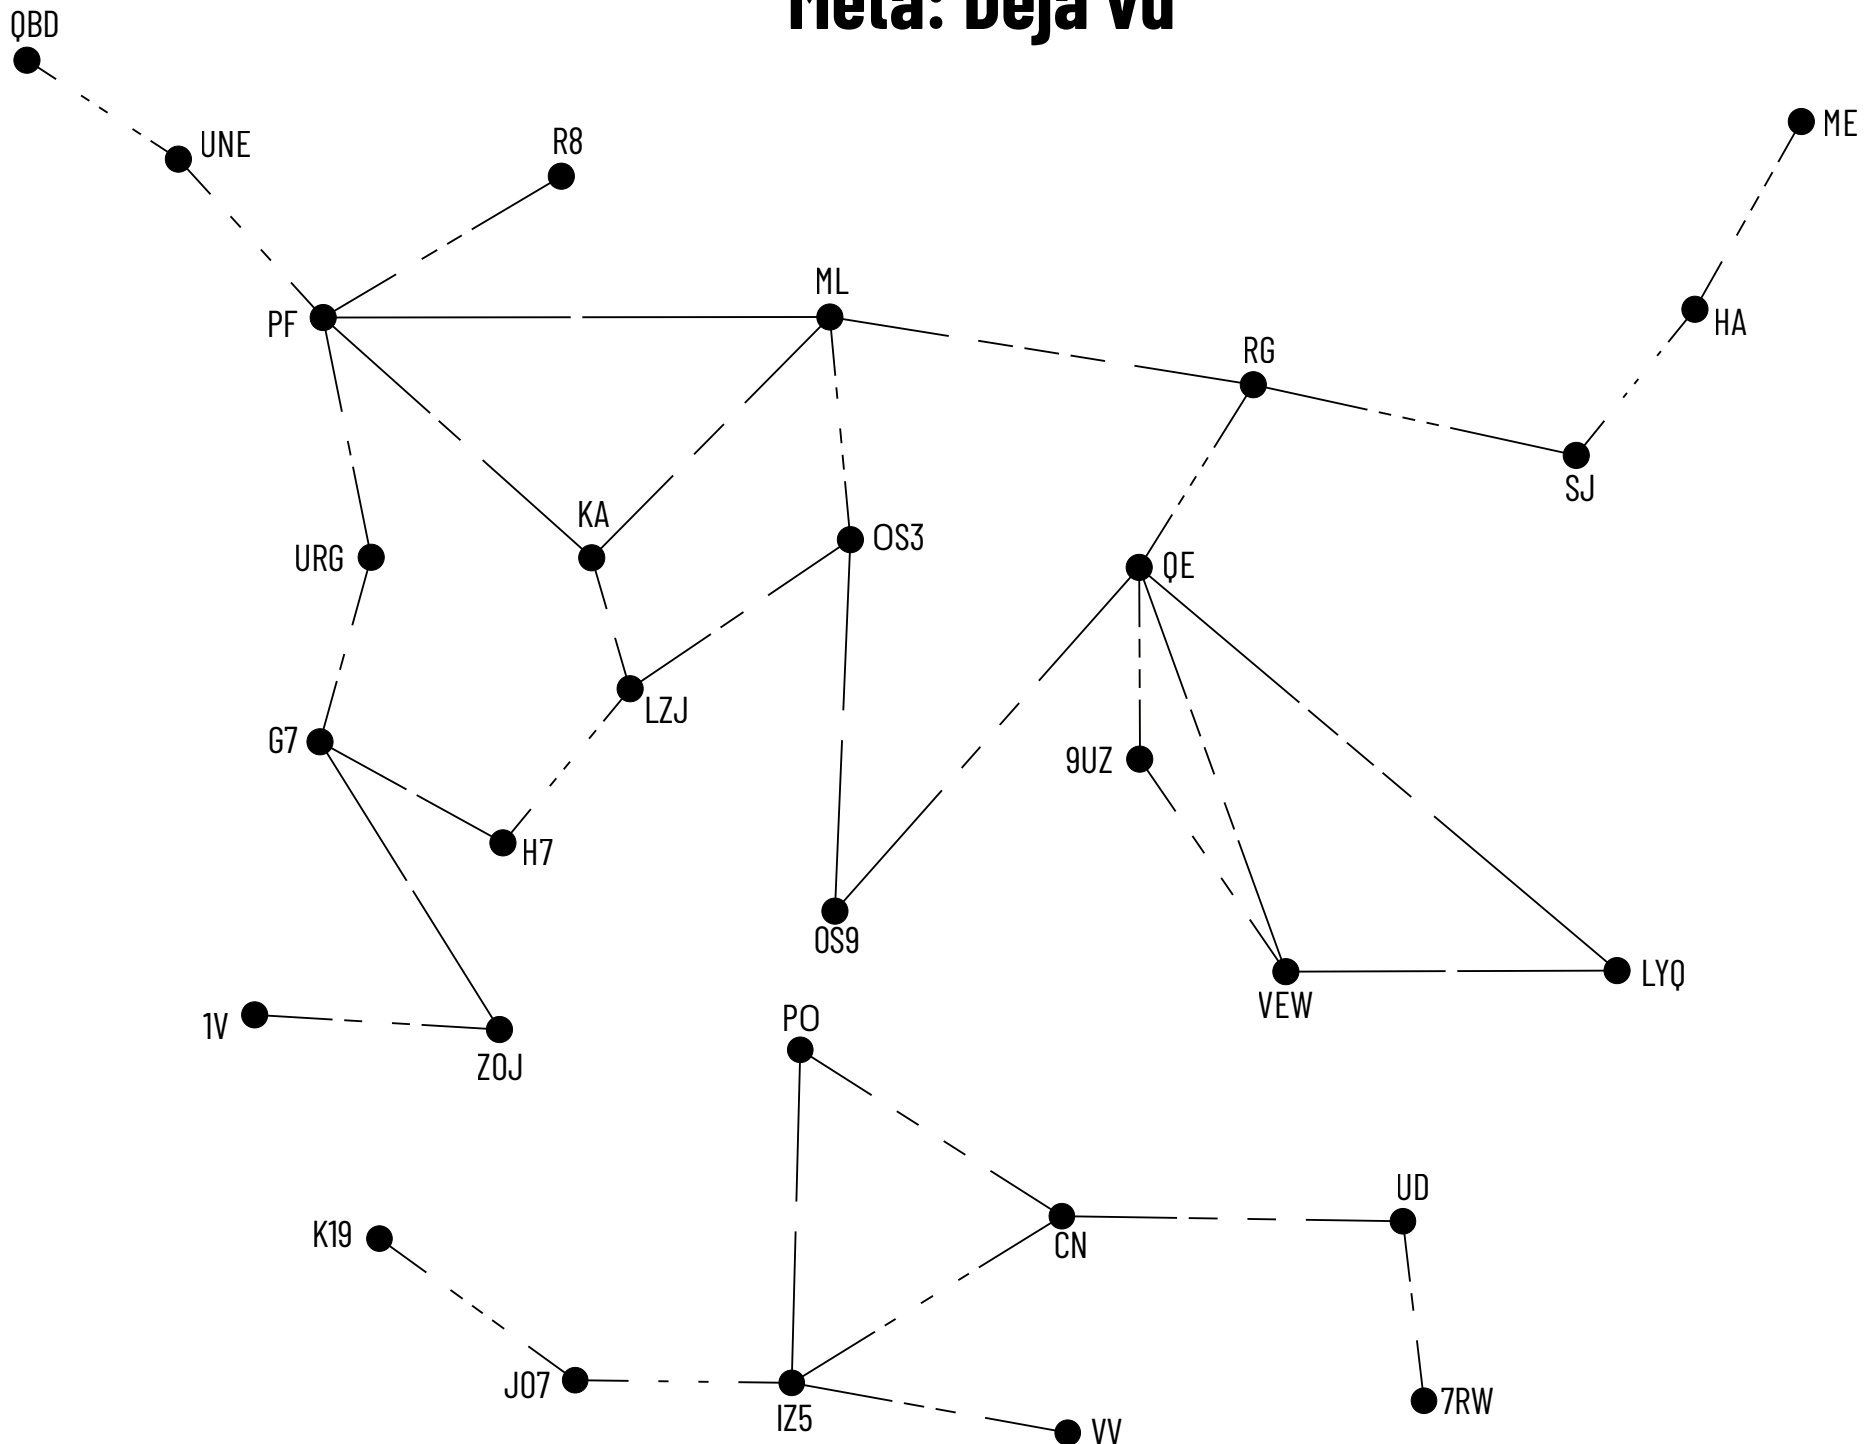 Meta: Deja Vu
QBD
UNE
R8
ME
ML
HA
PF
RG
SJ
KA
OS3
URG
QE
LZJ
G7
9UZ
H7
OS9
LYQ
VEW
1V
PO
ZOJ
UD
K19
CN
JO7
7RW
IZ5
VV